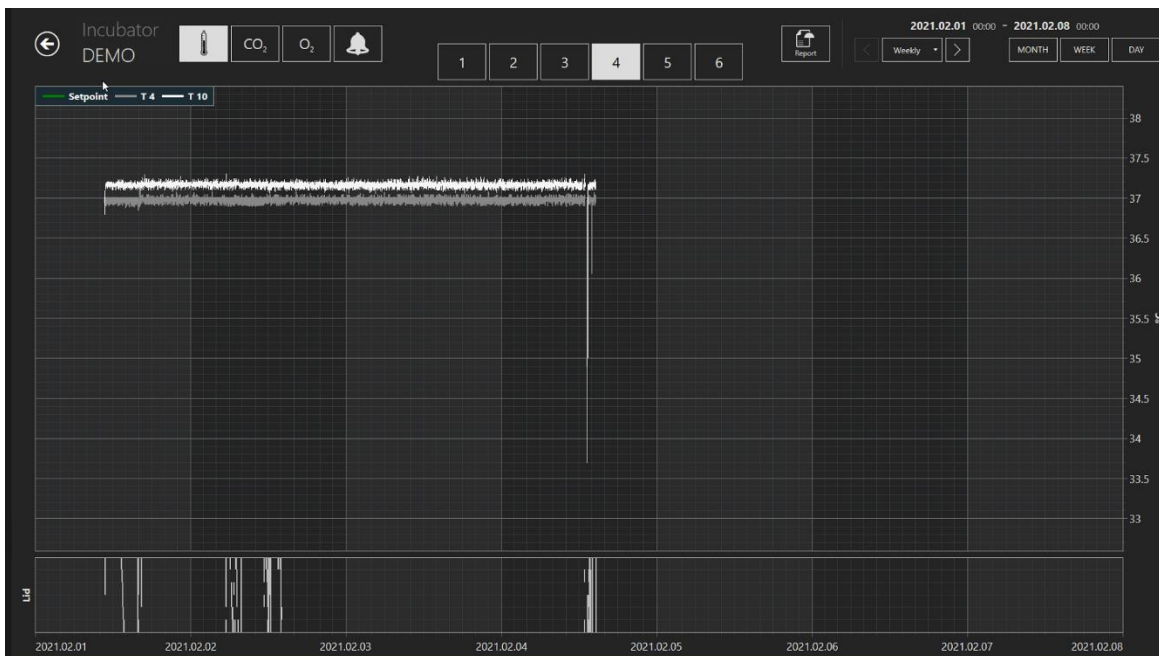 Incubator
DEMO
CO₂
O₂
1 2 3 4 5 6
Report
2021.02.01 00:00 - 2021.02.08 00:00
Weekly
MONTH WEEK DAY
Setpoint T 4 T 10
38
37.5
37
36.5
36
35.5
35
34.5
34
33.5
33
Lid
2021.02.01 2021.02.02 2021.02.03 2021.02.04 2021.02.05 2021.02.06 2021.02.07 2021.02.08